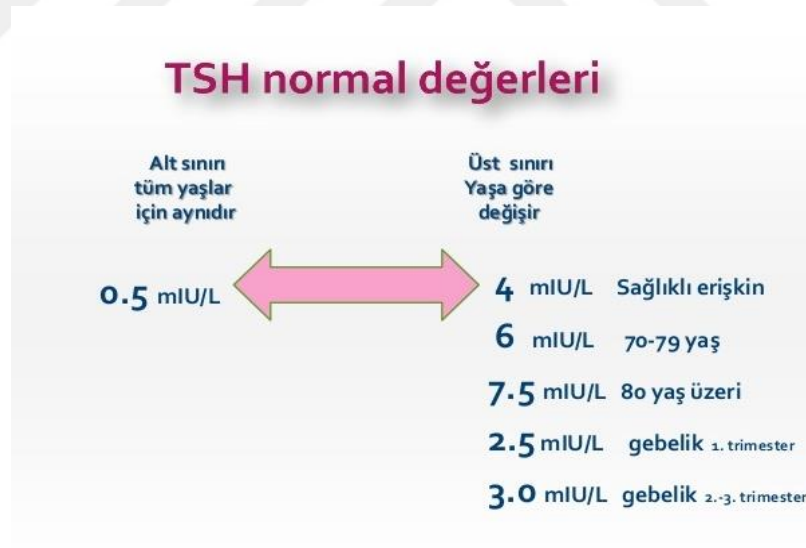 TSH normal değerleri
Alt sınırı
tüm yaşlar
için aynıdır
Üst sınırı
Yaşa göre
değişir
0.5 mIU/L
4 mIU/L Sağlıklı erişkin
6 mIU/L 70-79 yaş
7.5 mIU/L 80 yaş üzeri
2.5 mIU/L gebelik 1. trimester
3.0 mIU/L gebelik 2.-3. trimester